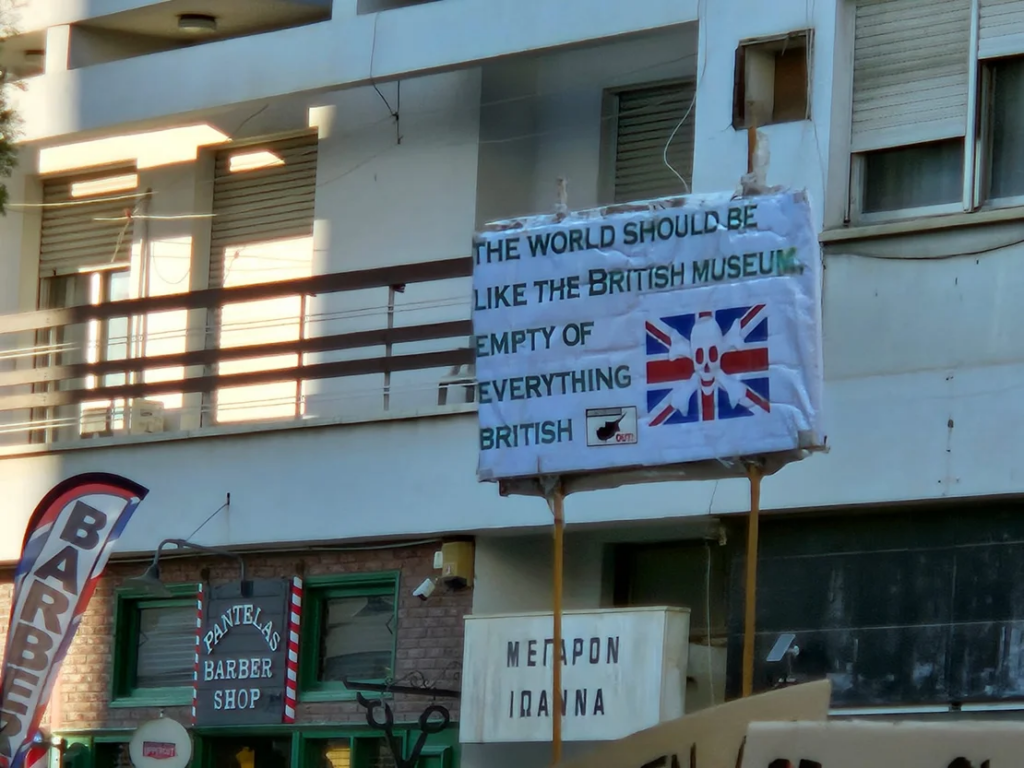 THE WORLD SHOULD BE
LIKE THE BRITISH MUSEUM,
EMPTY OF
EVERYTHING
BRITISH
OUT!
BARBER
PANTELAS
BARBER
SHOP
ΜΕΓΑΡΟΝ
ΙΩΑΝΝΑ